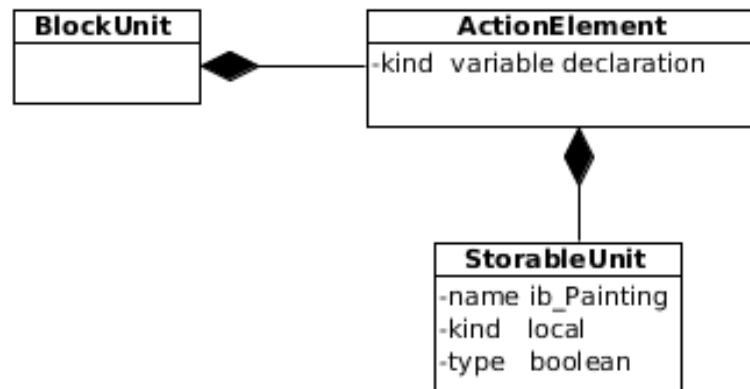 BlockUnit
ActionElement
-kind variable declaration
StorableUnit
-name ib_Painting
-kind local
-type boolean